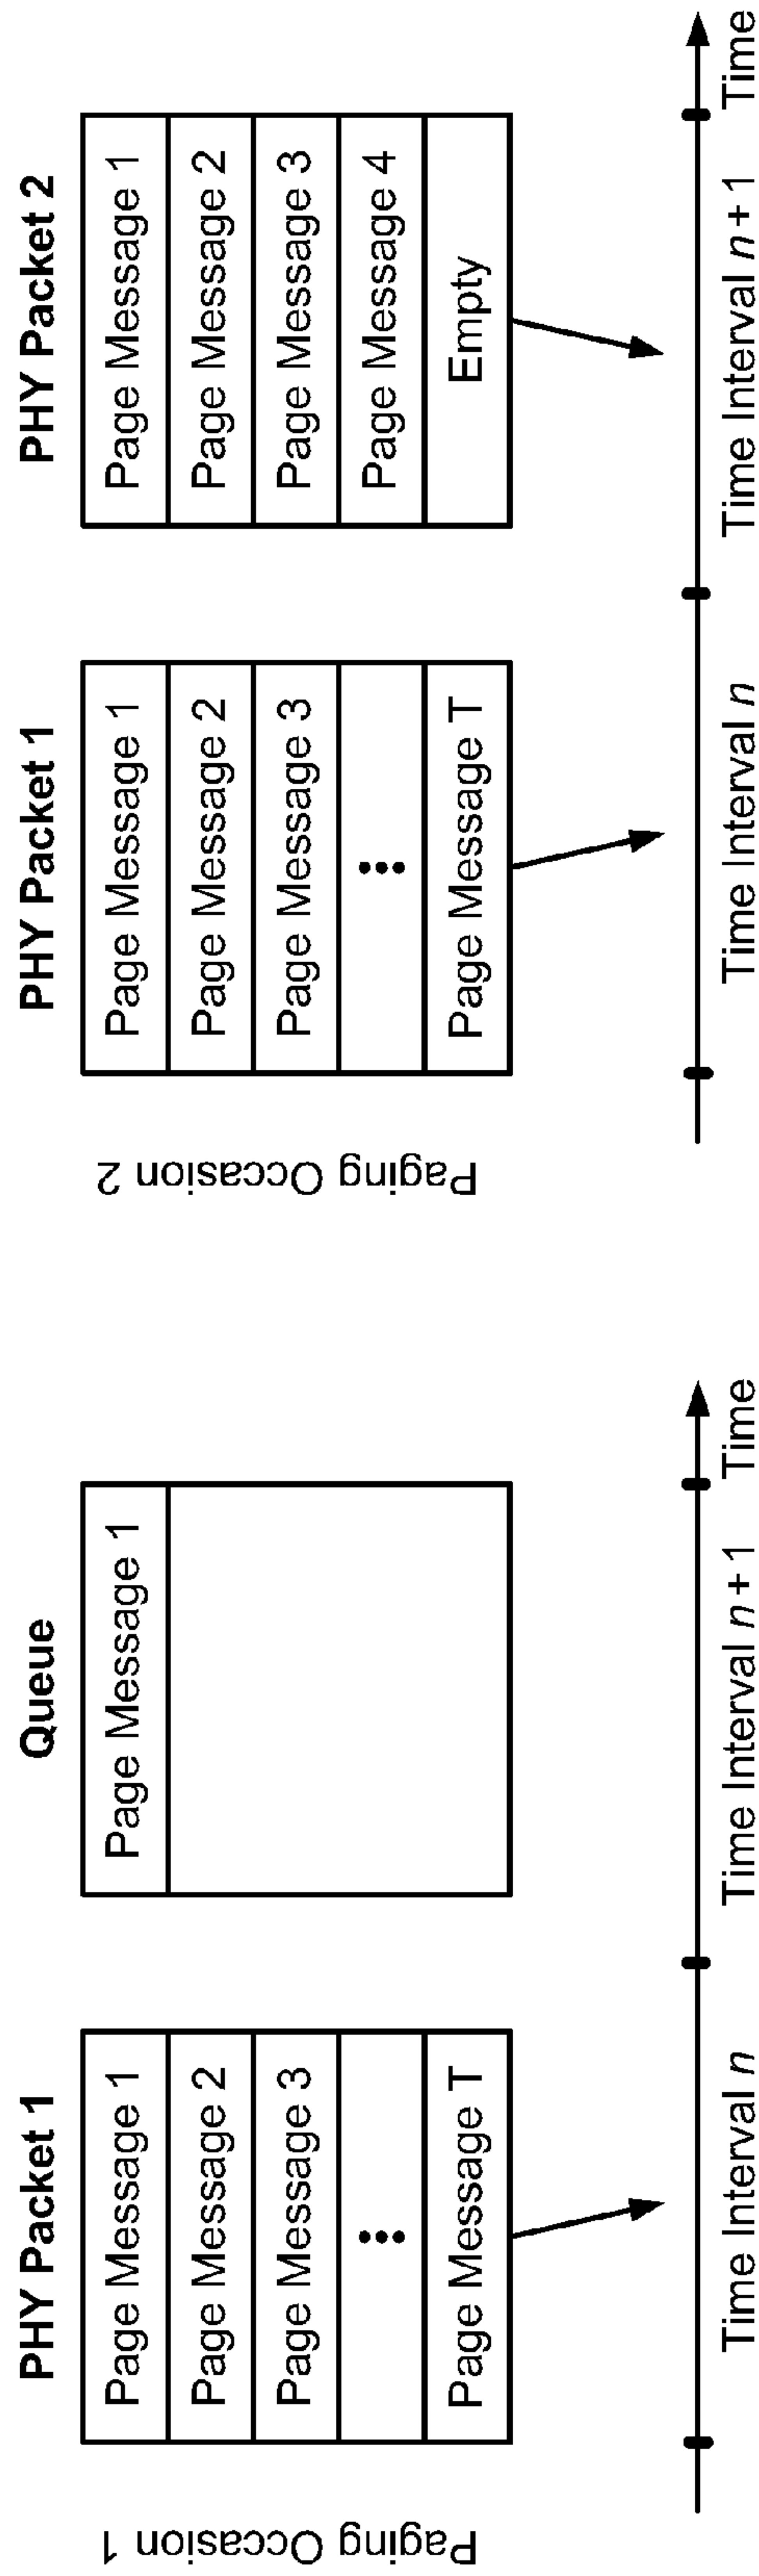 Paging Occasion 1
PHY Packet 1
Page Message 1
Page Message 2
Page Message 3
•••
Page Message T
Queue
Page Message 1
Time Interval n
Time Interval n + 1
Time
Paging Occasion 2
PHY Packet 1
Page Message 1
Page Message 2
Page Message 3
•••
Page Message T
PHY Packet 2
Page Message 1
Page Message 2
Page Message 3
Page Message 4
Empty
Time Interval n
Time Interval n + 1
Time